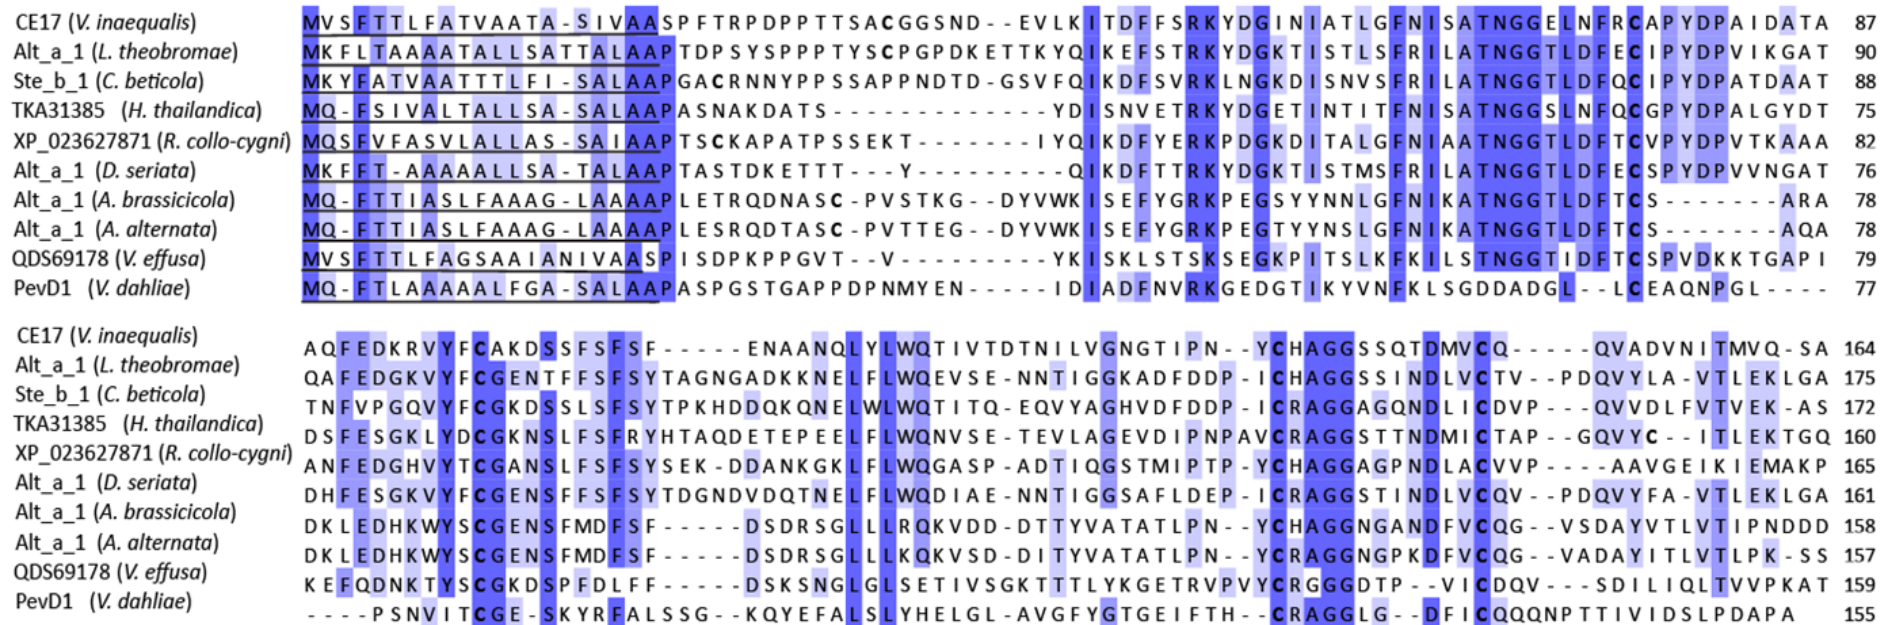 CE17 (V. inaequalis) MVSFTTLFATVAATA-SIVAASPFTRPDPPTTSACGGSND--EVLKITDFFSRKYDGINIATLGFNISATNGGELNFRCAPYDPAIDATA 87
Alt_a_1 (L. theobromae) MKFLTAAAATALLSATTALAAPTDPSYSPPPTYSCPGPDKETTKYQIKEFSTRKYDGKTISTLSFRILATNGGTLDFECIPYDPVIKGAT 90
Ste_b_1 (C. beticola) MKYFATVAATTTLFI-SALAAPGACRNNYPPSSAPPNDTD-GSVFQIKDFSVRKLNGKDISNVSFRILATNGGTLDFQCIPYDPATDAAT 88
TKA31385 (H. thailandica) MQ-FSIVALTALLSA-SALAAPASNAKDATS-------------YDISNVETRKYDGETINTITFNISATNGGSLNFQCGPYDPALGYDT 75
XP_023627871 (R. collo-cygni) MQSFVFASVLALLAS-SAIAAPTSCKAPATPSSEKT-------IYQIKDFYERKPDGKDITALGFNIAATNGGTLDFTCVPYDPVTKAAA 82
Alt_a_1 (D. seriata) MKFFT-AAAAALLSA-TALAAPTASTDKETTT---Y---------QIKDFTTRKYDGKTISTMSFRILATNGGTLDFECSPYDPVVNGAT 76
Alt_a_1 (A. brassicicola) MQ-FTTIASLFAAAG-LAAAAPLETRQDNASC-PVSTKG--DYVWKISEFYGRKPEGSYYNNLGFNIKATNGGTLDFTCS-------ARA 78
Alt_a_1 (A. alternata) MQ-FTTIASLFAAAG-LAAAAPLESRQDTASC-PVTTEG--DYVWKISEFYGRKPEGTYYNSLGFNIKATNGGTLDFTCS-------AQA 78
QDS69178 (V. effusa) MVSFTTLFAGSAAIANIVAASPISDPKPPGVT--V---------YKISKLSTSKSEGKPITSLKFKILSTNGGTIDFTCSPVDKKTGAPI 79
PevD1 (V. dahliae) MQ-FTLAAAAALFGA-SALAAPASPGSTGAPPDPNMYEN-----IDIADFNVRKGEDGTIKYVNFKLSGDDADGL--LCEAQNPGL---- 77
CE17 (V. inaequalis) AQFEDKRVYFCAKDSSFSFSF-----ENAANQLYLWQTIVTDTNILVGNGTIPN--YCHAGGSSQTDMVCQ-----QVADVNITMVQ-SA 164
Alt_a_1 (L. theobromae) QAFEDGKVYFCGENTFFSFSYTAGNGADKKNELFLWQEVSE-NNTIGGKADFDDP-ICHAGGSSINDLVCTV--PDQVYLA-VTLEKLGA 175
Ste_b_1 (C. beticola) TNFVPGQVYFCGKDSSLSFSYTPKHDDQKQNELWLWQTITQ-EQVYAGHVDFDDP-ICRAGGAGQNDLICDVP---QVVDLFVTVEK-AS 172
TKA31385 (H. thailandica) DSFESGKLYDCGKNSLFSFRYHTAQDETEPEELFLWQNVSE-TEVLAGEVDIPNPAVCRAGGSTTNDMICTAP--GQVYC--ITLEKTGQ 160
XP_023627871 (R. collo-cygni) ANFEDGHVYTCGANSLFSFSYSEK-DDANKGKLFLWQGASP-ADTIQGSTMIPTP-YCHAGGAGPNDLACVVP----AAVGEIKIEMAKP 165
Alt_a_1 (D. seriata) DHFESGKVYFCGENSFFSFSYTDGNDVDQTNELFLWQDIAE-NNTIGGSAFLDEP-ICRAGGSTINDLVCQV--PDQVYFA-VTLEKLGA 161
Alt_a_1 (A. brassicicola) DKLEDHKWYSCGENSFMDFSF-----DSDRSGLLLRQKVDD-DTTYVATATLPN--YCHAGGNGANDFVCQG--VSDAYVTLVTIPNDDD 158
Alt_a_1 (A. alternata) DKLEDHKWYSCGENSFMDFSF-----DSDRSGLLLKQKVSD-DITYVATATLPN--YCRAGGNGPKDFVCQG--VADAYITLVTLPK-SS 157
QDS69178 (V. effusa) KEFQDNKTYSCGKDSPFDLFF-----DSKSNGLGLSETIVSGKTTTLYKGETRVPVYCRGGGDTP--VICDQV---SDILIQLTVVPKAT 159
PevD1 (V. dahliae) ----PSNVITCGE-SKYRFALSSG--KQYEFALSLYHELGL-AVGFYGTGEIFTH--CRAGGLG--DFICQQQNPTTIVIDSLPDAPA 155